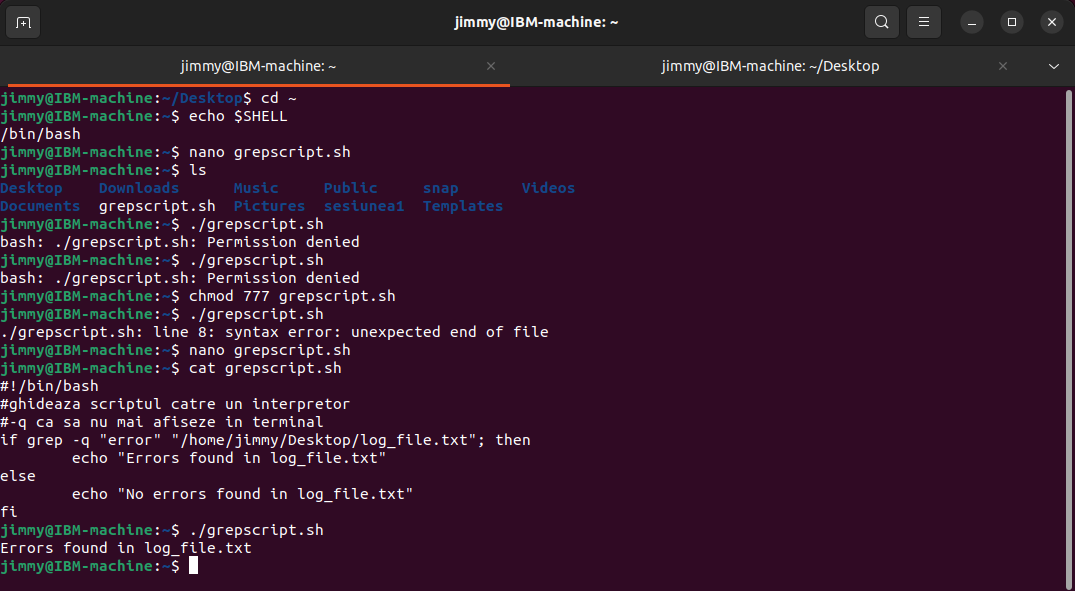 jimmy@IBM-machine: ~
jimmy@IBM-machine: ~
jimmy@IBM-machine: ~/Desktop
jimmy@IBM-machine:~/Desktop$ cd ~
jimmy@IBM-machine:~$ echo $SHELL
/bin/bash
jimmy@IBM-machine:~$ nano grepscript.sh
jimmy@IBM-machine:~$ ls
Desktop    Downloads      Music     Public     snap       Videos
Documents  grepscript.sh  Pictures  sesiunea1  Templates
jimmy@IBM-machine:~$ ./grepscript.sh
bash: ./grepscript.sh: Permission denied
jimmy@IBM-machine:~$ ./grepscript.sh
bash: ./grepscript.sh: Permission denied
jimmy@IBM-machine:~$ chmod 777 grepscript.sh
jimmy@IBM-machine:~$ ./grepscript.sh
./grepscript.sh: line 8: syntax error: unexpected end of file
jimmy@IBM-machine:~$ nano grepscript.sh
jimmy@IBM-machine:~$ cat grepscript.sh
#!/bin/bash
#ghideaza scriptul catre un interpretor
#-q ca sa nu mai afiseze in terminal
if grep -q "error" "/home/jimmy/Desktop/log_file.txt"; then
        echo "Errors found in log_file.txt"
else
        echo "No errors found in log_file.txt"
fi
jimmy@IBM-machine:~$ ./grepscript.sh
Errors found in log_file.txt
jimmy@IBM-machine:~$